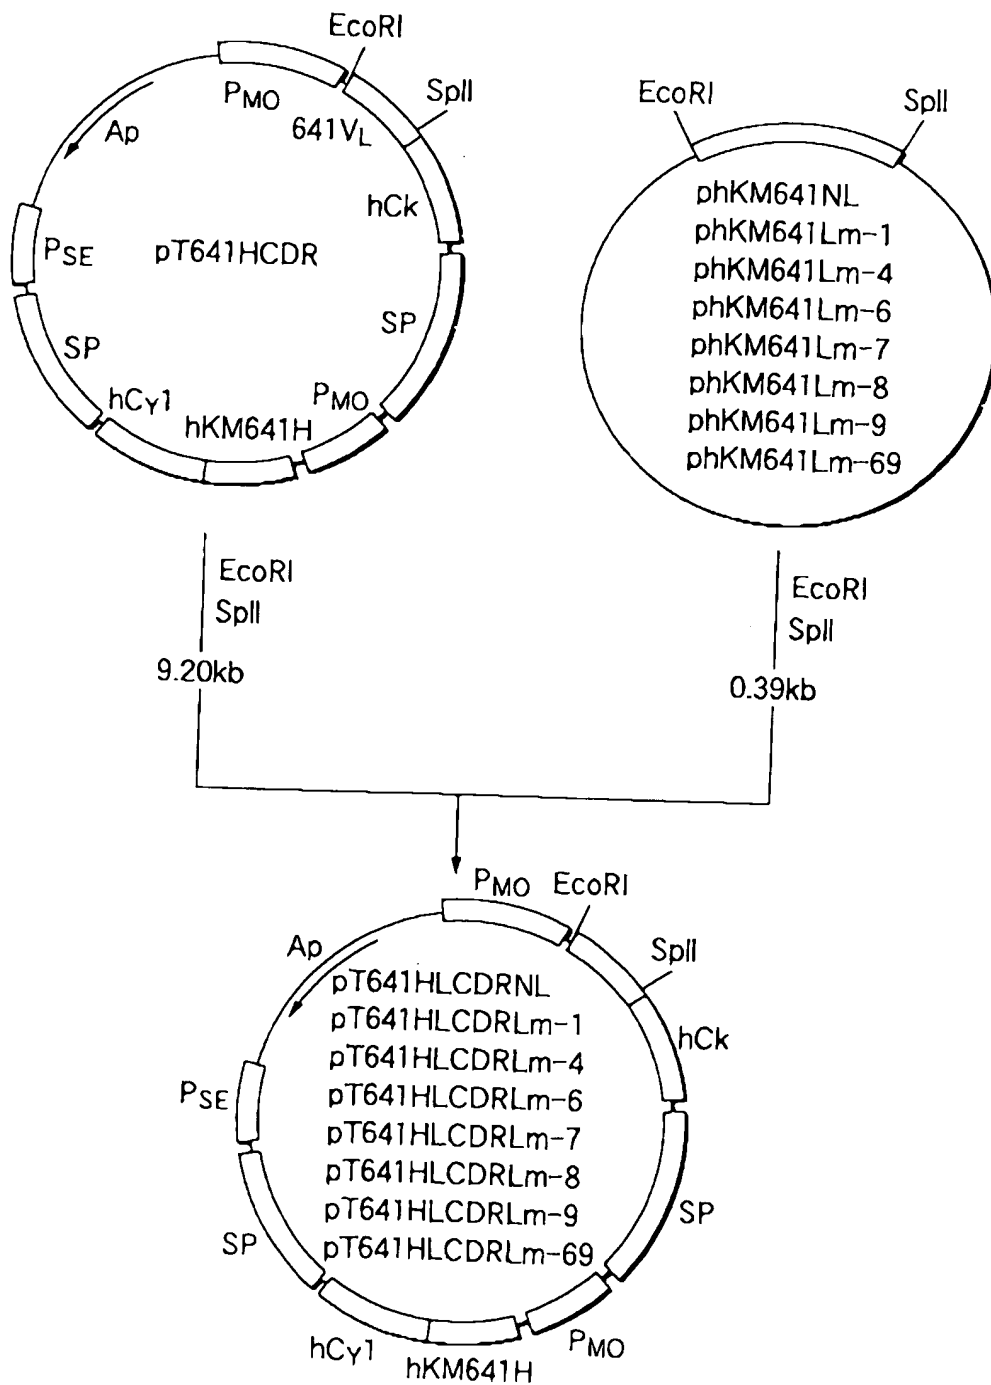 EcoRI
SplI
PMO
641VL
Ap
hCk
PSE
pT641HCDR
SP
SP
hCγ1
PMO
hKM641H
EcoRI
SplI
phKM641NL
phKM641Lm-1
phKM641Lm-4
phKM641Lm-6
phKM641Lm-7
phKM641Lm-8
phKM641Lm-9
phKM641Lm-69
EcoRI
SplI
9.20kb
EcoRI
SplI
0.39kb
PMO
EcoRI
Ap
SplI
pT641HLCDRNL
pT641HLCDRLm-1
hCk
pT641HLCDRLm-4
PSE
pT641HLCDRLm-6
pT641HLCDRLm-7
pT641HLCDRLm-8
pT641HLCDRLm-9
SP
SP
pT641HLCDRLm-69
hCγ1
hKM641H
PMO